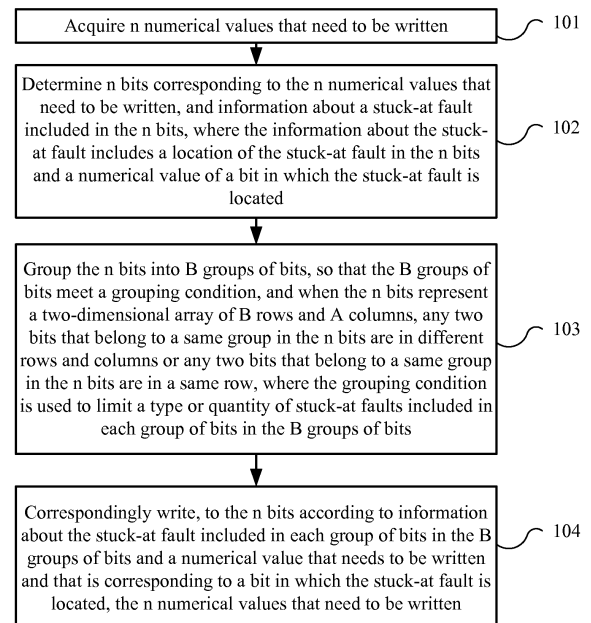 Acquire n numerical values that need to be written
101
Determine n bits corresponding to the n numerical values that
need to be written, and information about a stuck-at fault
included in the n bits, where the information about the stuck-
at fault includes a location of the stuck-at fault in the n bits
and a numerical value of a bit in which the stuck-at fault is
located
102
Group the n bits into B groups of bits, so that the B groups of
bits meet a grouping condition, and when the n bits represent
a two-dimensional array of B rows and A columns, any two
bits that belong to a same group in the n bits are in different
rows and columns or any two bits that belong to a same group
in the n bits are in a same row, where the grouping condition
is used to limit a type or quantity of stuck-at faults included in
each group of bits in the B groups of bits
103
Correspondingly write, to the n bits according to information
about the stuck-at fault included in each group of bits in the B
groups of bits and a numerical value that needs to be written
and that is corresponding to a bit in which the stuck-at fault is
located, the n numerical values that need to be written
104